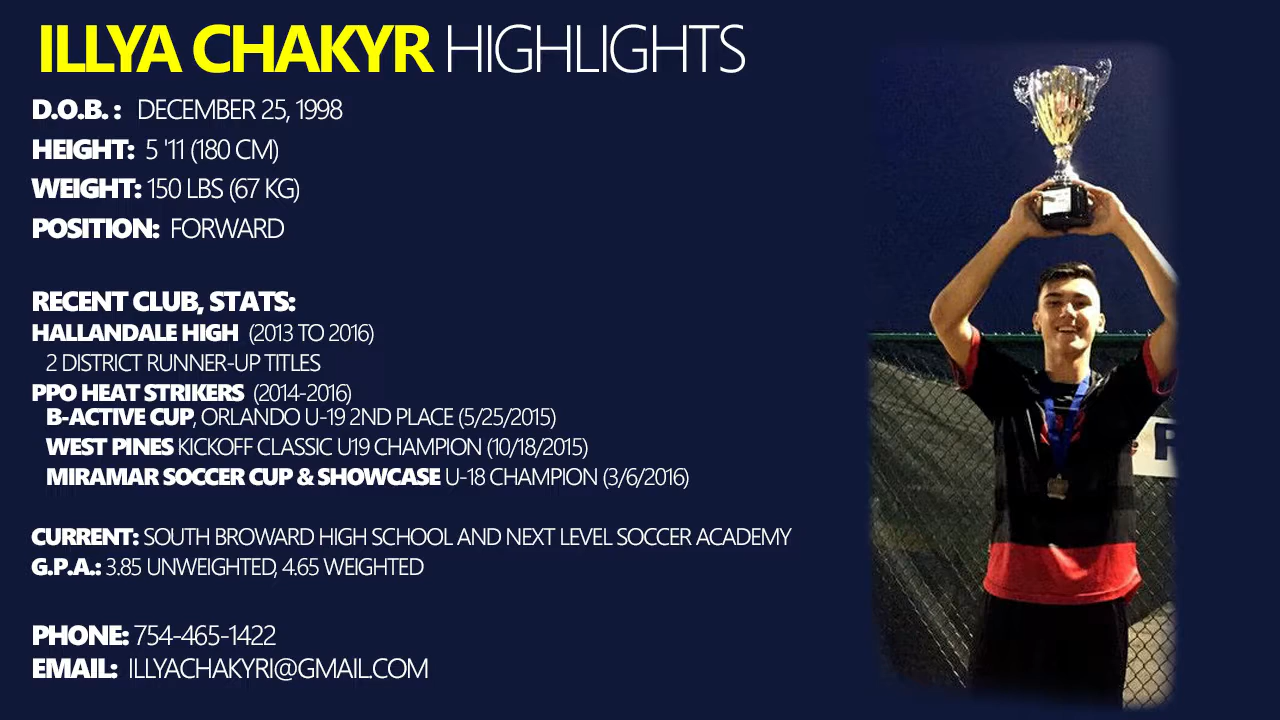 ILLYA CHAKYR HIGHLIGHTS
D.O.B. : DECEMBER 25, 1998
HEIGHT: 5 '11 (180 CM)
WEIGHT: 150 LBS (67 KG)
POSITION: FORWARD
RECENT CLUB, STATS:
HALLANDALE HIGH (2013 TO 2016)
2 DISTRICT RUNNER-UP TITLES
PPO HEAT STRIKERS (2014-2016)
B-ACTIVE CUP, ORLANDO U-19 2ND PLACE (5/25/2015)
WEST PINES KICKOFF CLASSIC U19 CHAMPION (10/18/2015)
MIRAMAR SOCCER CUP & SHOWCASE U-18 CHAMPION (3/6/2016)
CURRENT: SOUTH BROWARD HIGH SCHOOL AND NEXT LEVEL SOCCER ACADEMY
G.P.A.: 3.85 UNWEIGHTED, 4.65 WEIGHTED
PHONE: 754-465-1422
EMAIL: ILLYACHAKYRI@GMAIL.COM